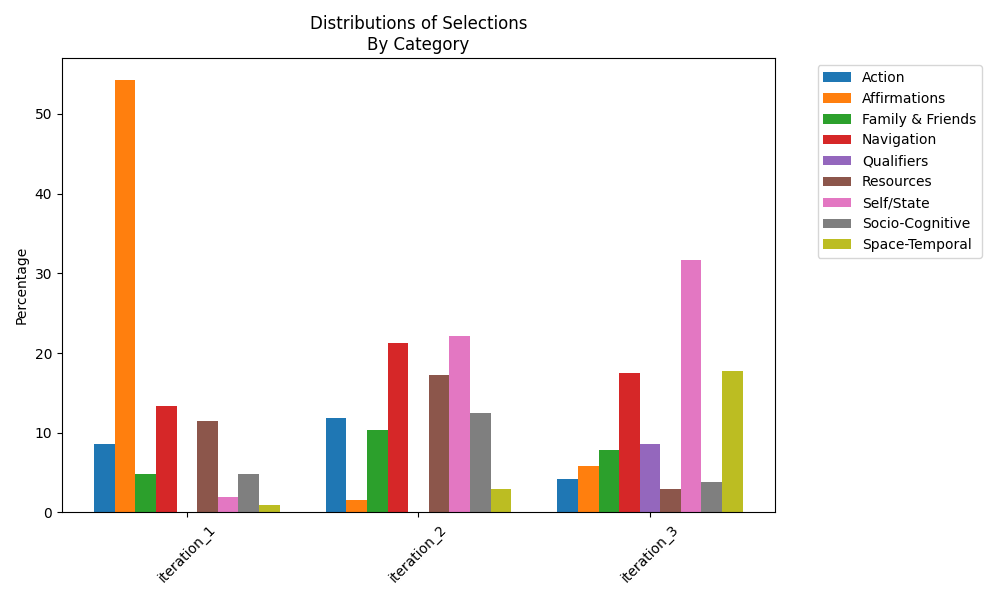 Distributions of Selections
By Category
Percentage
50
40
30
20
10
0
iteration_1
iteration_2
iteration_3
Action
Affirmations
Family & Friends
Navigation
Qualifiers
Resources
Self/State
Socio-Cognitive
Space-Temporal